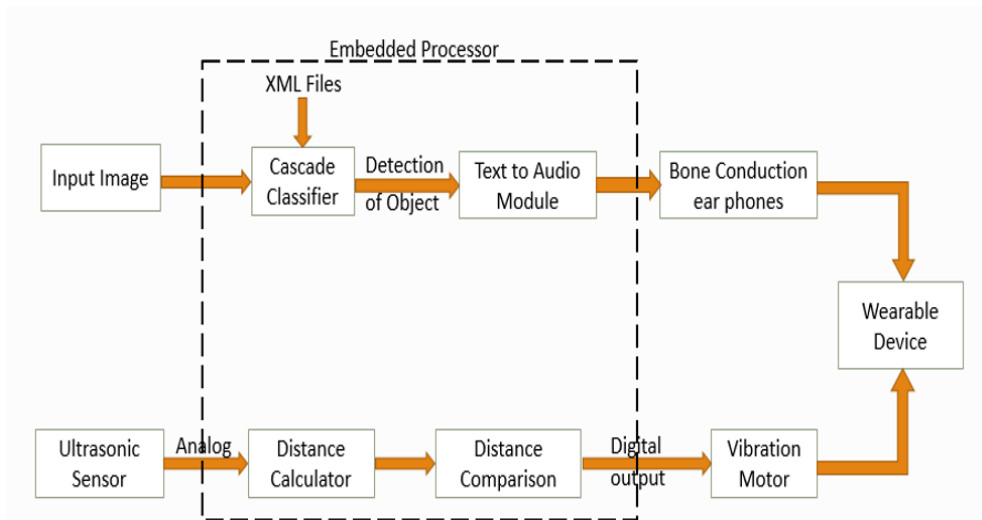 Embedded Processor
XML Files
Input Image
Cascade
Classifier
Detection
of Object
Text to Audio
Module
Bone Conduction
ear phones
Wearable
Device
Ultrasonic
Sensor
Analog
Distance
Calculator
Distance
Comparison
Digital
output
Vibration
Motor